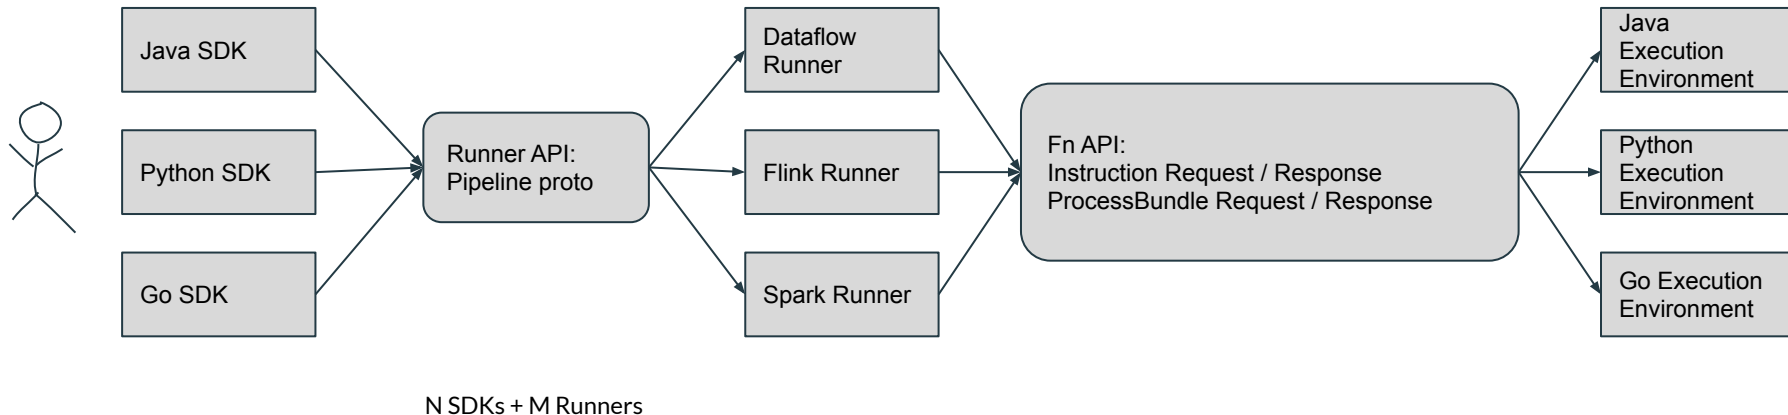 Java SDK
Python SDK
Go SDK
Runner API:
Pipeline proto
Dataflow
Runner
Flink Runner
Spark Runner
Fn API:
Instruction Request / Response
ProcessBundle Request / Response
Java
Execution
Environment
Python
Execution
Environment
Go Execution
Environment
N SDKs + M Runners